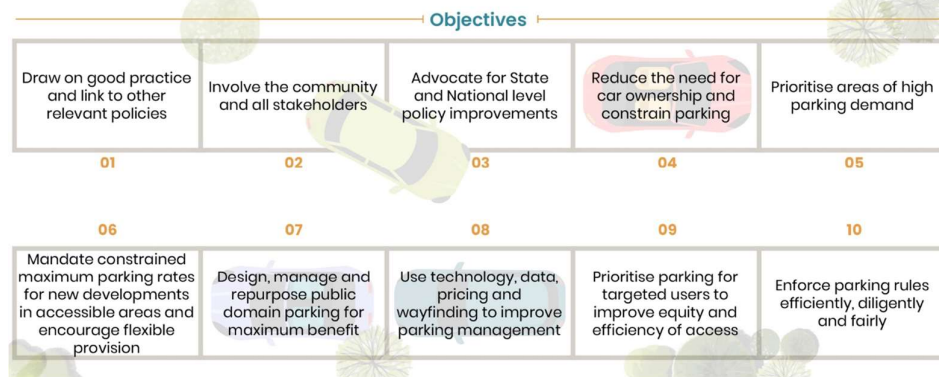 Objectives
Draw on good practice
and link to other
relevant policies
Involve the community
and all stakeholders
Advocate for State
and National level
policy improvements
Reduce the need for
car ownership and
constrain parking
Prioritise areas of high
parking demand
01
02
03
04
05
06
07
08
09
10
Mandate constrained
maximum parking rates
for new developments
in accessible areas and
encourage flexible
provision
Design, manage and
repurpose public
domain parking for
maximum benefit
Use technology, data,
pricing and
wayfinding to improve
parking management
Prioritise parking for
targeted users to
improve equity and
efficiency of access
Enforce parking rules
efficiently, diligently
and fairly